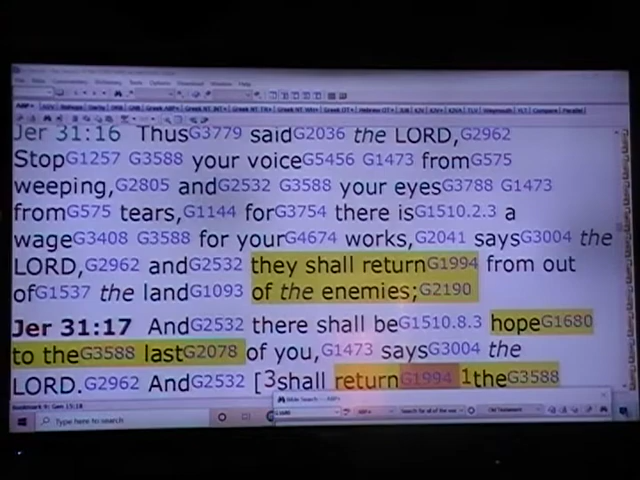 Jer 31:16 ThusG3779 saidG2036 the LORD,G2962
StopG1257 G3588 your voiceG5456 G1473 fromG575
weeping,G2805 andG2532 G3588 your eyesG3788 G1473
fromG575 tears,G1144 forG3754 there isG1510.2.3 a
wageG3408 G3588 for yourG4674 works,G2041 saysG3004 the
LORD,G2962 andG2532 they shall returnG1994 from out
ofG1537 the landG1093 of the enemies;G2190
Jer 31:17 AndG2532 there shall beG1510.8.3 hopeG1680
to theG3588 lastG2078 of you,G1473 saysG3004 the
LORD.G2962 AndG2532 [3shall returnG1994 1theG3588
Type here to search